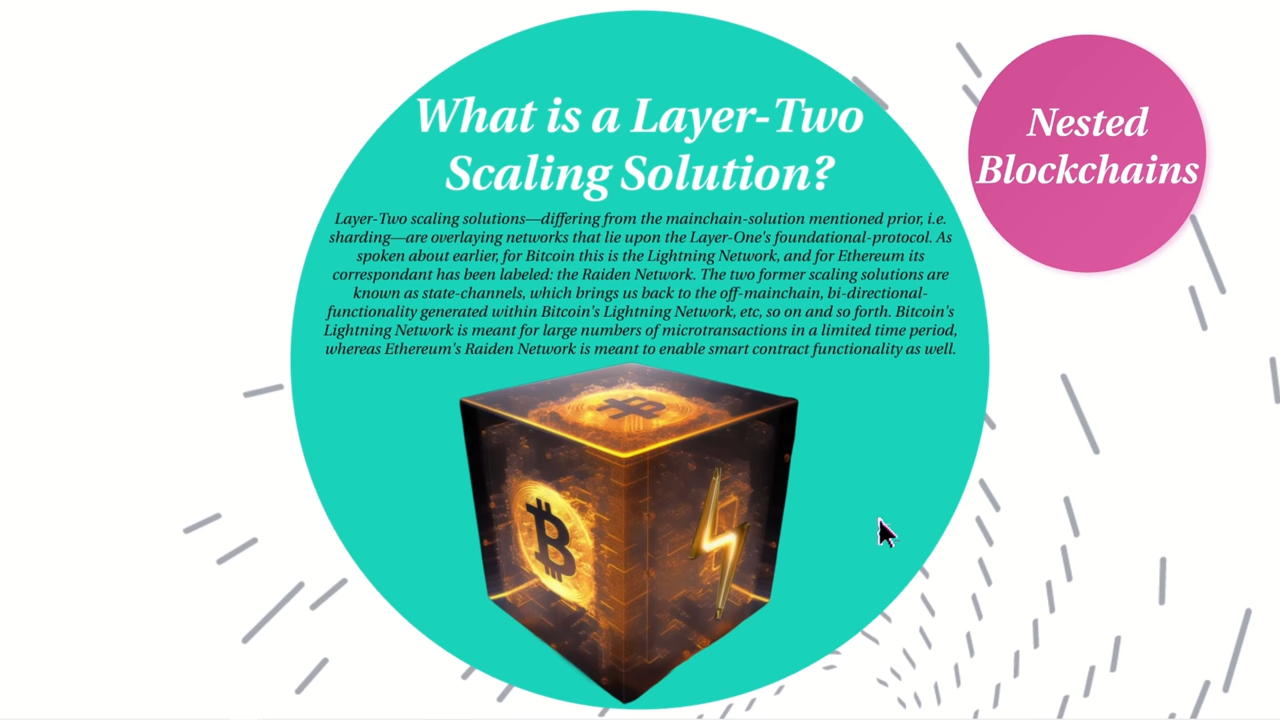 What is a Layer-Two
Scaling Solution?
Layer-Two scaling solutions—differing from the mainchain-solution mentioned prior, i.e.
sharding—are overlaying networks that lie upon the Layer-One's foundational-protocol. As
spoken about earlier, for Bitcoin this is the Lightning Network, and for Ethereum its
correspondant has been labeled: the Raiden Network. The two former scaling solutions are
known as state-channels, which brings us back to the off-mainchain, bi-directional-
functionality generated within Bitcoin's Lightning Network, etc, so on and so forth. Bitcoin's
Lightning Network is meant for large numbers of microtransactions in a limited time period,
whereas Ethereum's Raiden Network is meant to enable smart contract functionality as well.
Nested
Blockchains